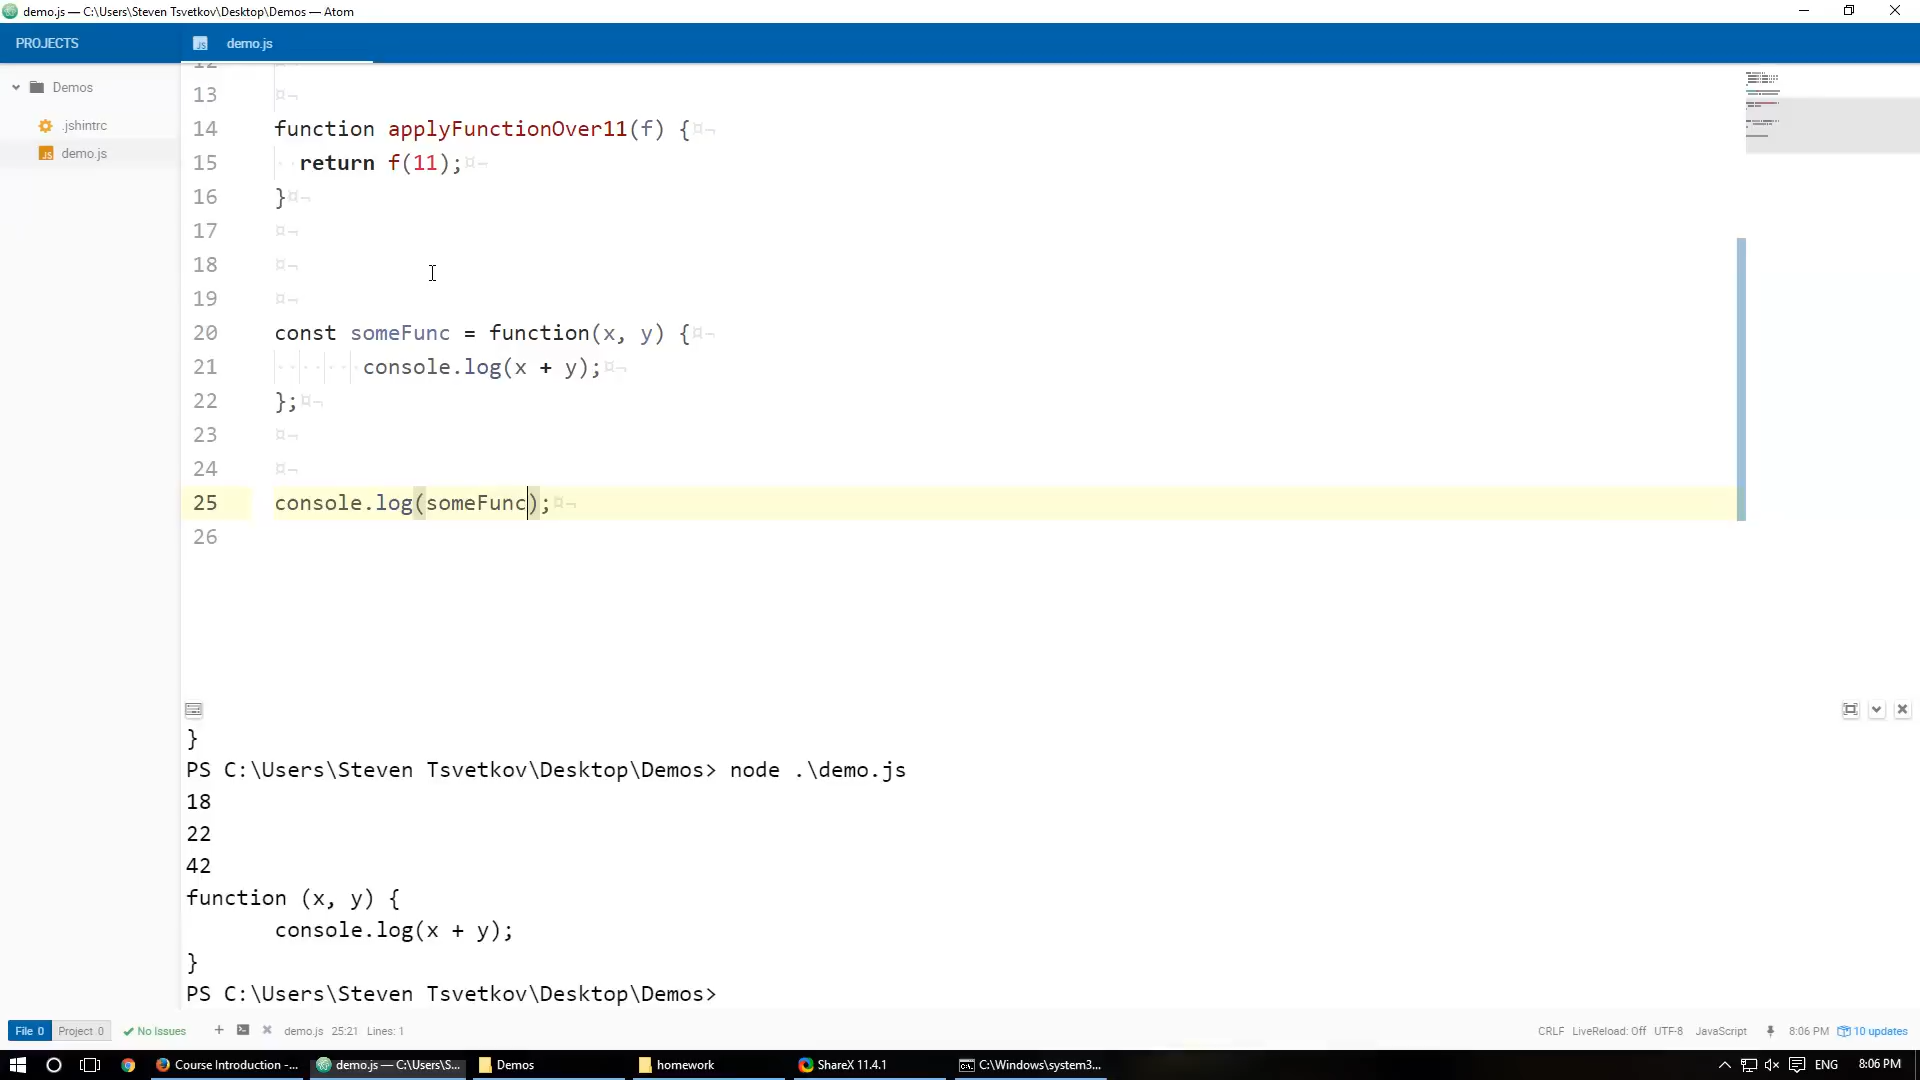 demo.js — C:\Users\Steven Tsvetkov\Desktop\Demos — Atom
PROJECTS
demo.js
Demos
.jshintrc
demo.js
12
13
14 function applyFunctionOver11(f) {
15 return f(11);
16 }
17
18
19
20 const someFunc = function(x, y) {
21 console.log(x + y);
22 };
23
24
25 console.log(someFunc);
26
}
PS C:\Users\Steven Tsvetkov\Desktop\Demos> node .\demo.js
18
22
42
function (x, y) {
console.log(x + y);
}
PS C:\Users\Steven Tsvetkov\Desktop\Demos>
File 0 Project 0 No Issues demo.js 25:21 Lines: 1 CRLF LiveReload: Off UTF-8 JavaScript 8:06 PM 10 updates
Course Introduction -... demo.js — C:\Users\S... Demos homework ShareX 11.4.1 C:\Windows\system3... ENG 8:06 PM